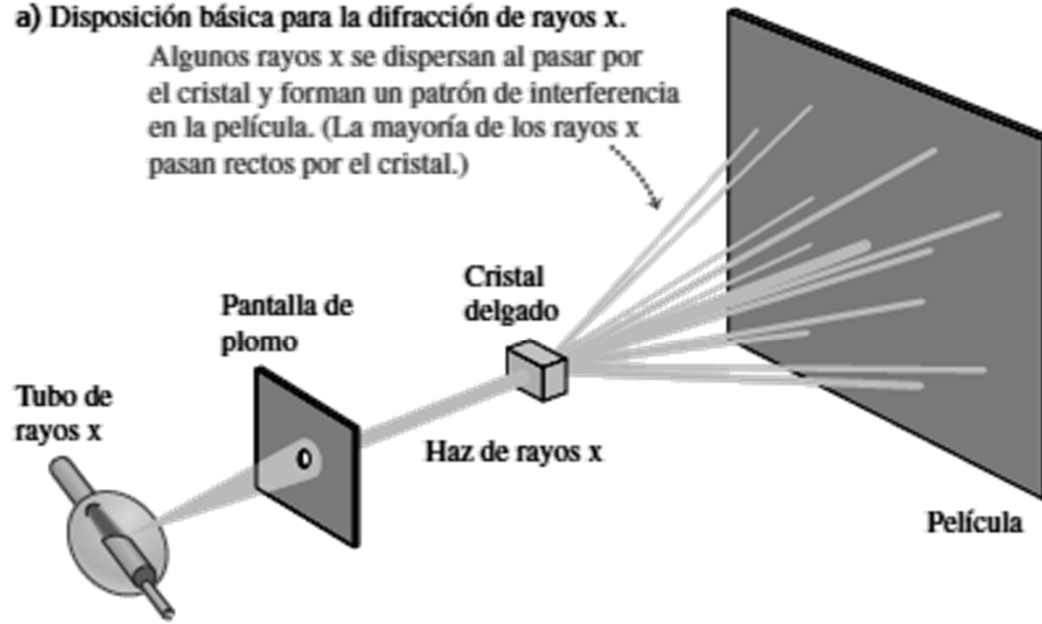 a) Disposición básica para la difracción de rayos x.
Algunos rayos x se dispersan al pasar por
el cristal y forman un patrón de interferencia
en la película. (La mayoría de los rayos x
pasan rectos por el cristal.)
Cristal
delgado
Pantalla de
plomo
Tubo de
rayos x
Haz de rayos x
Película